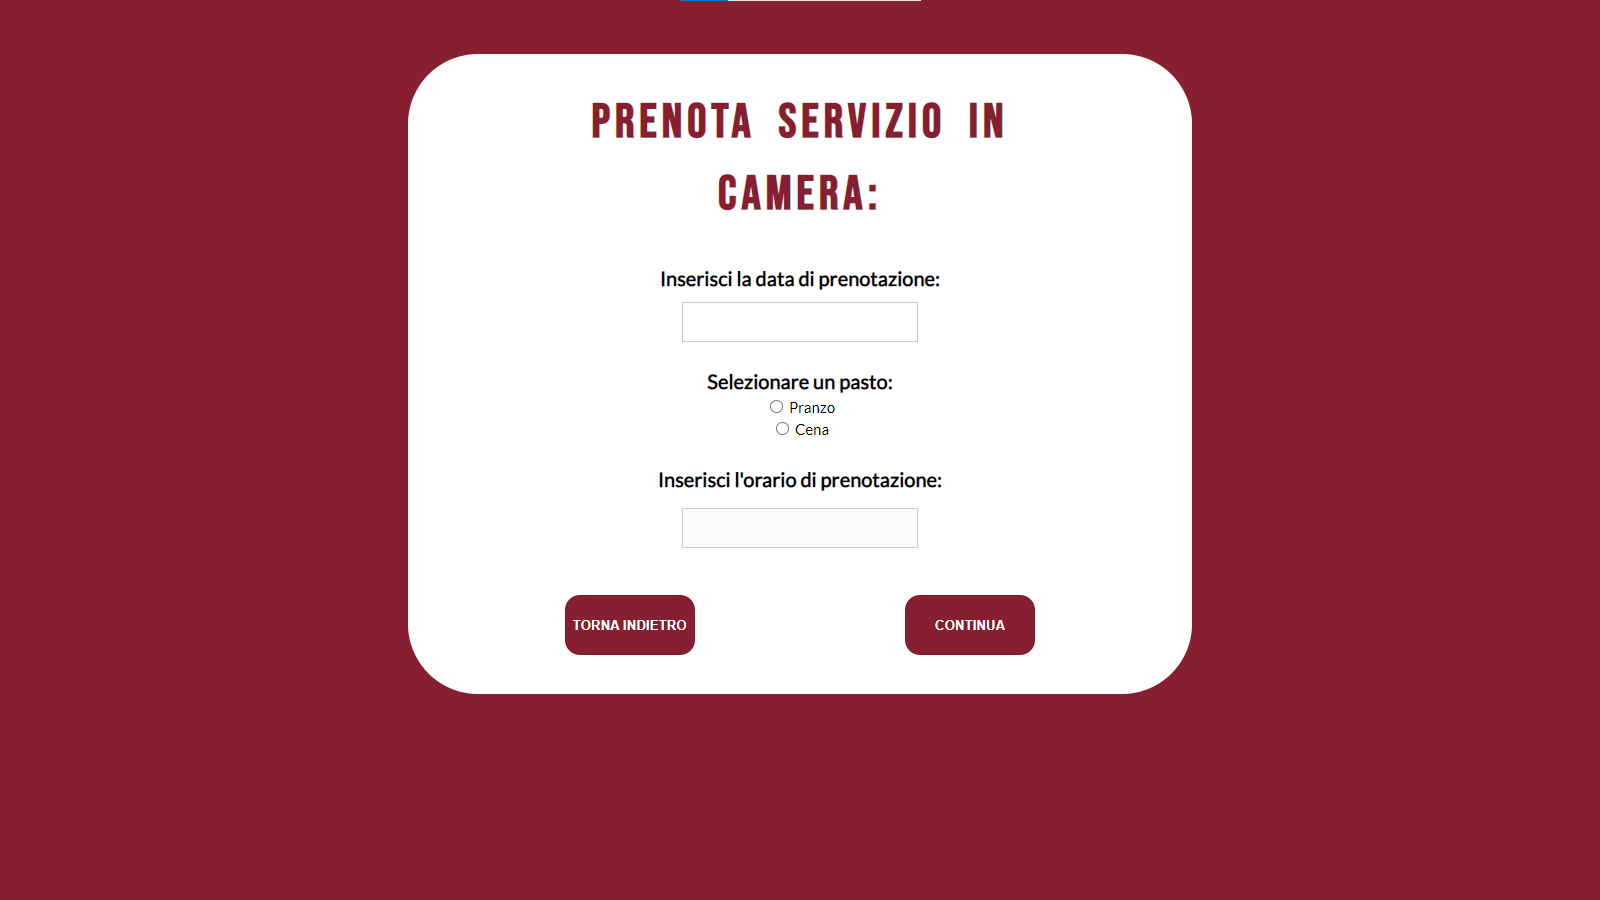 PRENOTA SERVIZIO IN
CAMERA:
Inserisci la data di prenotazione:
Selezionare un pasto:
Pranzo
Cena
Inserisci l'orario di prenotazione:
TORNA INDIETRO
CONTINUA